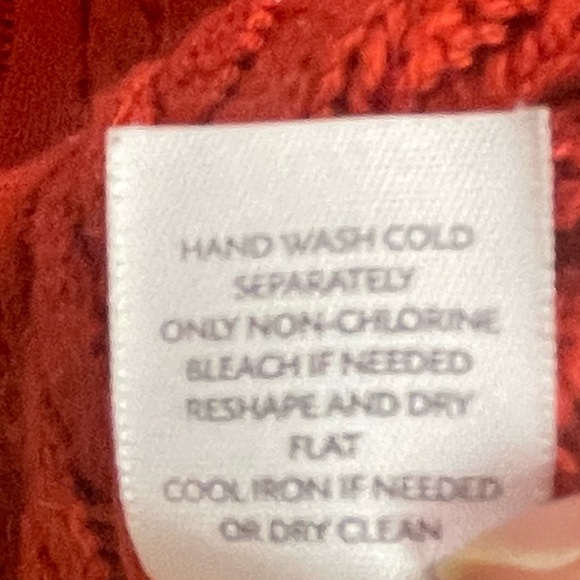 HAND WASH COLD
SEPARATELY
ONLY NON-CHLORINE
BLEACH IF NEEDED
RESHAPE AND DRY
FLAT
COOL IRON IF NEEDED
OR DRY CLEAN